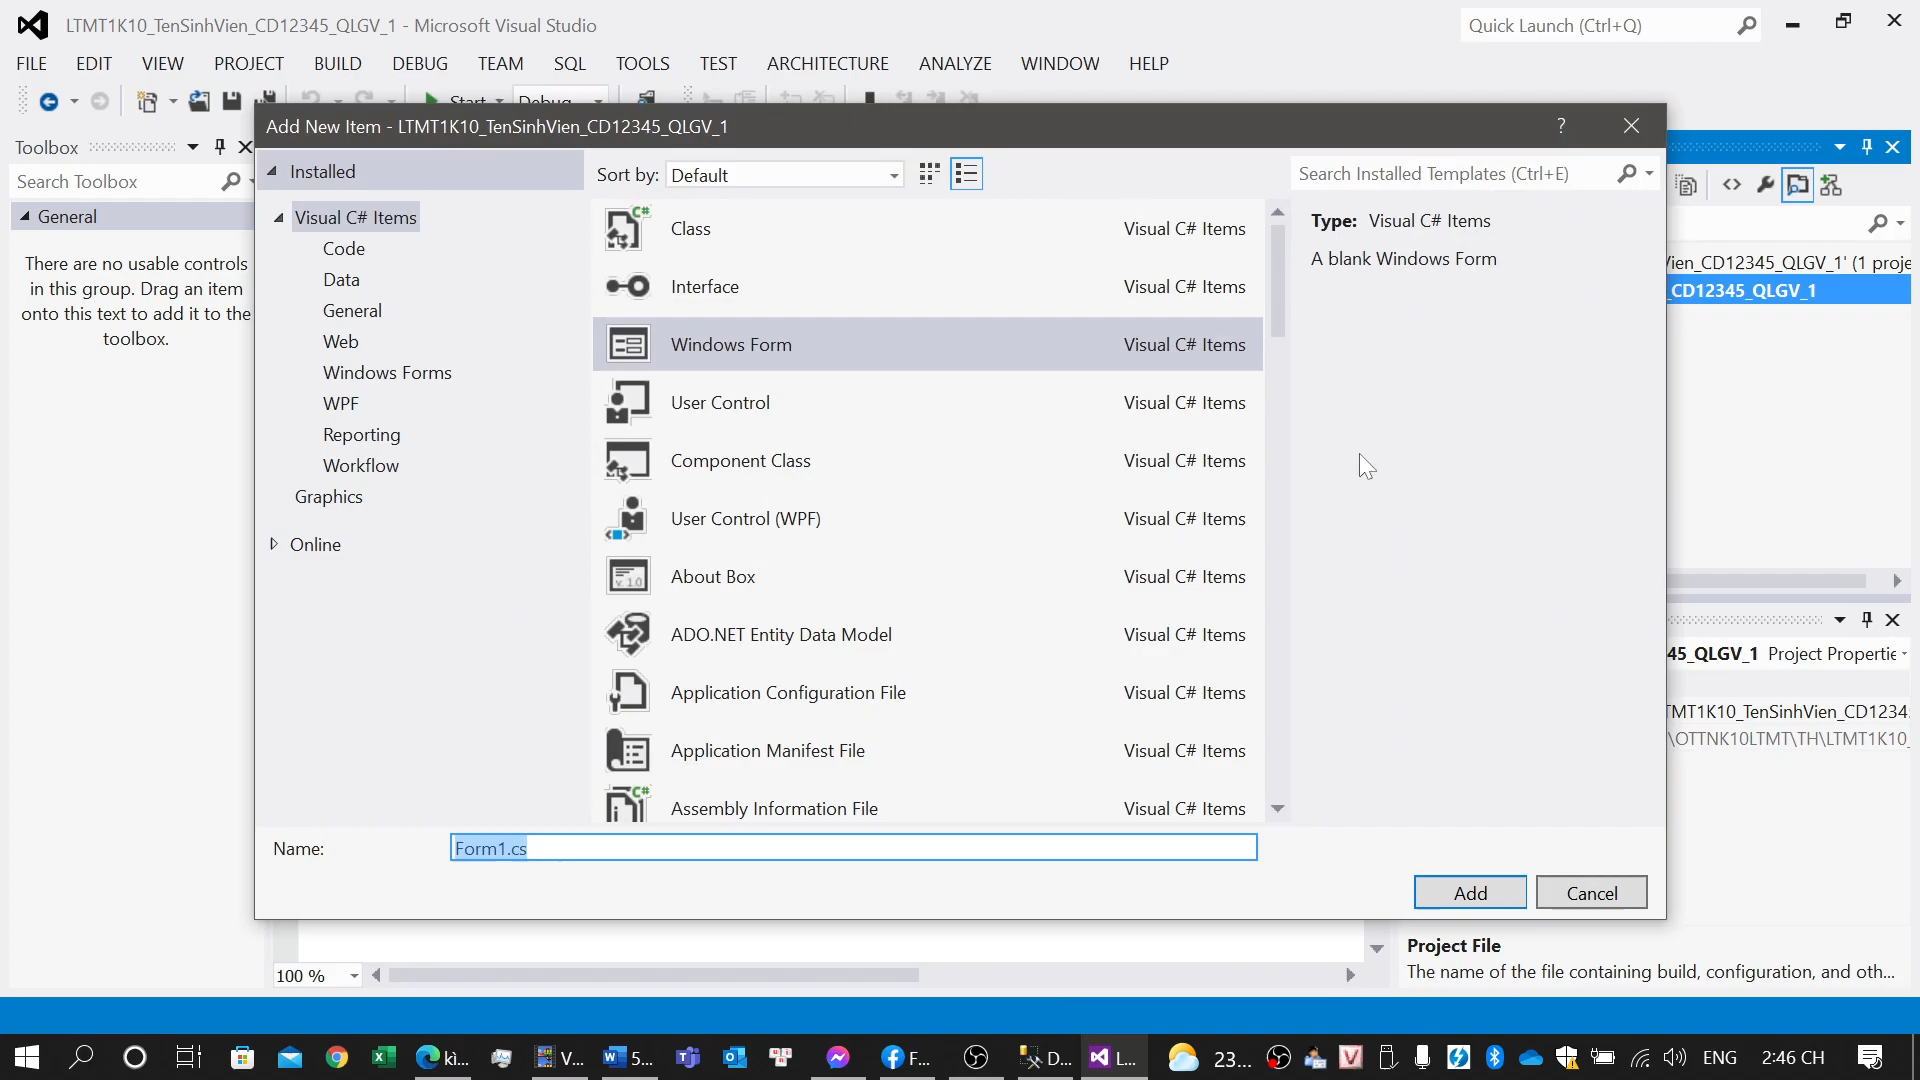 LTMT1K10_TenSinhVien_CD12345_QLGV_1 - Microsoft Visual Studio
Quick Launch (Ctrl+Q)
FILE EDIT VIEW PROJECT BUILD DEBUG TEAM SQL TOOLS TEST ARCHITECTURE ANALYZE WINDOW HELP
Start Debug
Add New Item - LTMT1K10_TenSinhVien_CD12345_QLGV_1
?
Toolbox
Search Toolbox
General
There are no usable controls
in this group. Drag an item
onto this text to add it to the
toolbox.
Installed
Visual C# Items
Code
Data
General
Web
Windows Forms
WPF
Reporting
Workflow
Graphics
Online
Sort by: Default
Search Installed Templates (Ctrl+E)
Class Visual C# Items
Interface Visual C# Items
Windows Form Visual C# Items
User Control Visual C# Items
Component Class Visual C# Items
User Control (WPF) Visual C# Items
About Box Visual C# Items
ADO.NET Entity Data Model Visual C# Items
Application Configuration File Visual C# Items
Application Manifest File Visual C# Items
Assembly Information File Visual C# Items
Type: Visual C# Items
A blank Windows Form
Name: Form1.cs
Add Cancel
/ien_CD12345_QLGV_1' (1 proje
_CD12345_QLGV_1
45_QLGV_1 Project Propertie
TMT1K10_TenSinhVien_CD1234
\OTTNK10LTMT\TH\LTMT1K10_
Project File
The name of the file containing build, configuration, and oth...
100 %
kì... V... 5... F... D... L... 23... ENG 2:46 CH